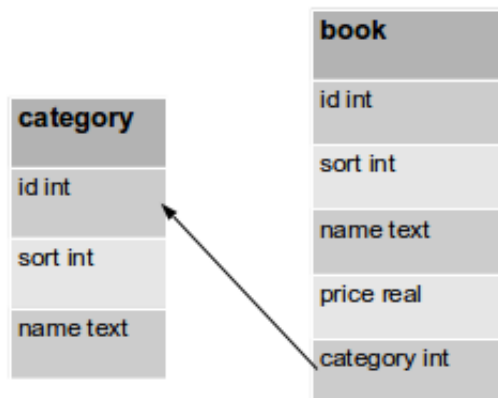 category
id int
sort int
name text
book
id int
sort int
name text
price real
category int